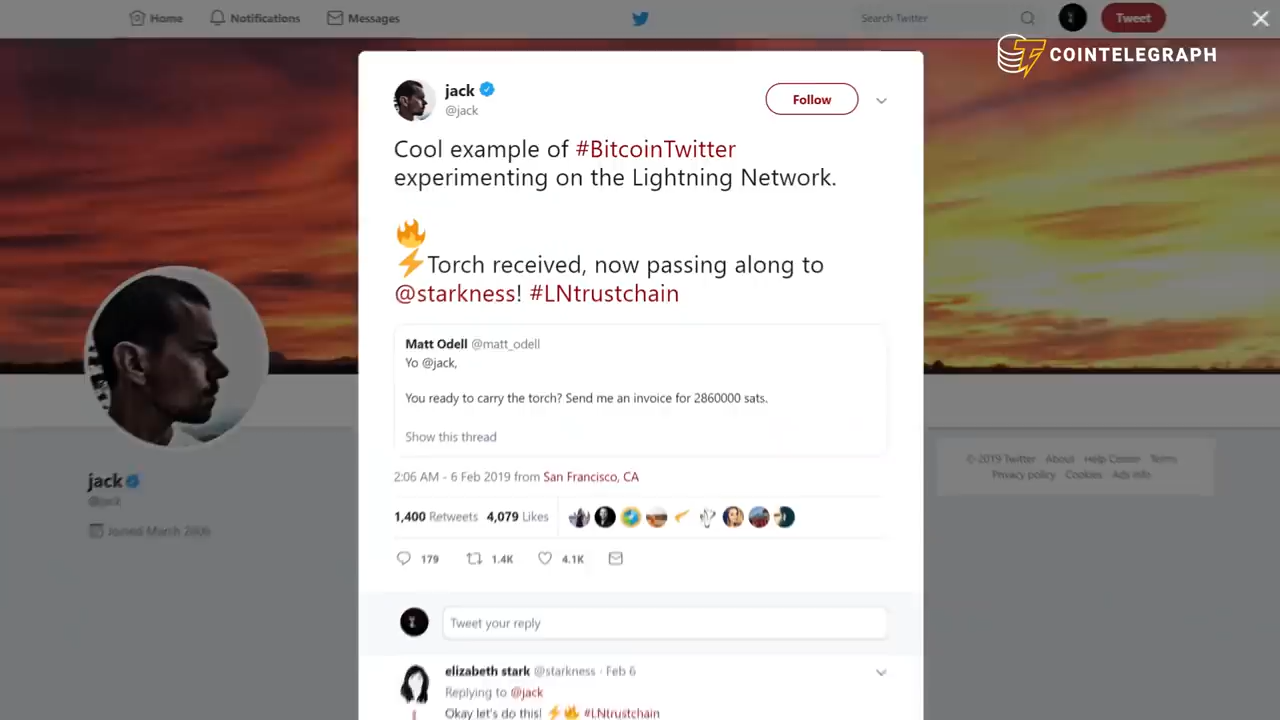 Home
Notifications
Messages
Search Twitter
Tweet
COINTELEGRAPH
jack
@jack
Follow
Cool example of #BitcoinTwitter
experimenting on the Lightning Network.
Torch received, now passing along to
@starkness! #LNtrustchain
Matt Odell @matt_odell
Yo @jack,
You ready to carry the torch? Send me an invoice for 2860000 sats.
Show this thread
2:06 AM - 6 Feb 2019 from San Francisco, CA
1,400 Retweets 4,079 Likes
179 1.4K 4.1K
Tweet your reply
elizabeth stark @starkness · Feb 6
Replying to @jack
Okay let's do this! #LNtrustchain
jack
@jack
Joined March 2006
© 2019 Twitter About Help Center Terms
Privacy policy Cookies Ads info